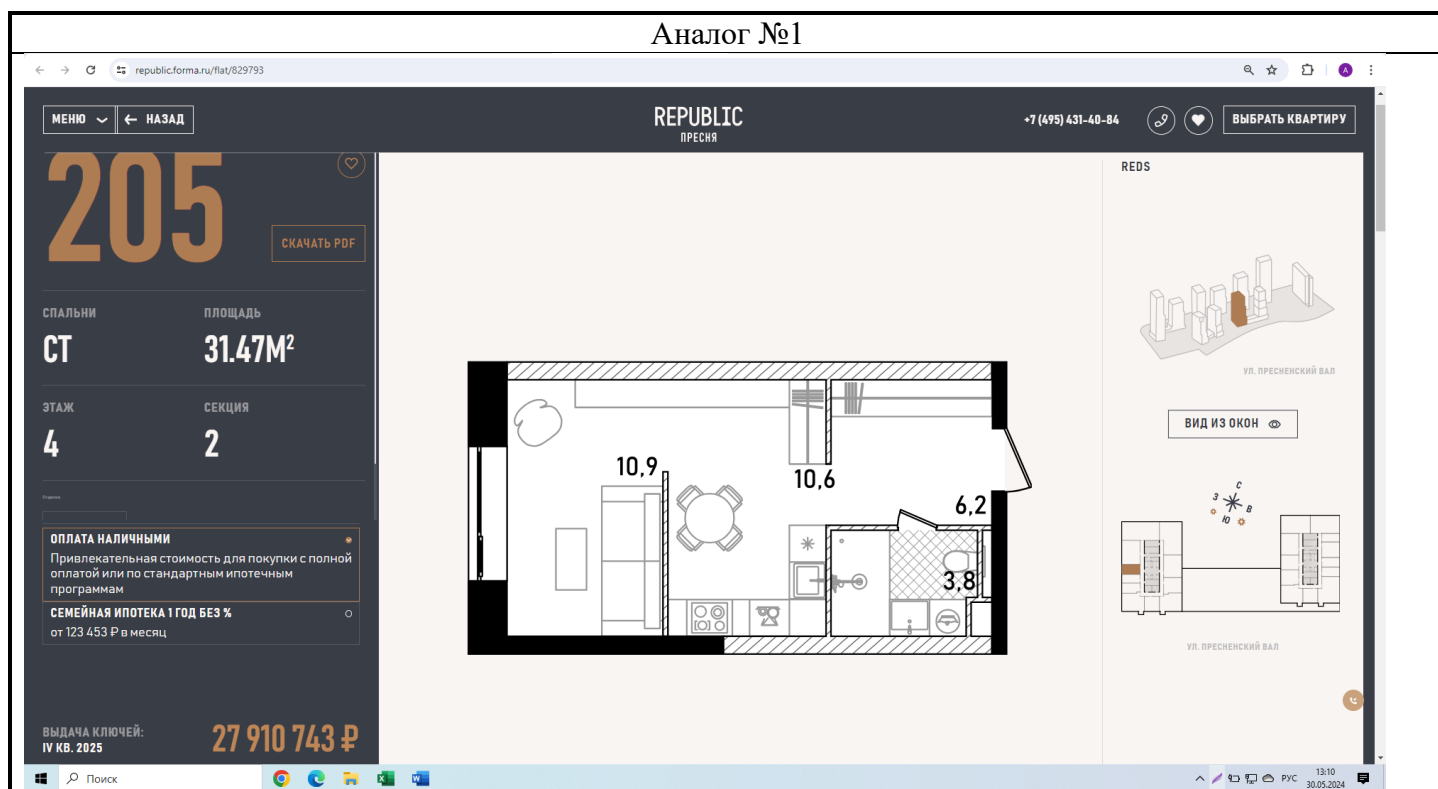 Аналог №1
republic.forma.ru/flat/829793
A
МЕНЮ
НАЗАД
REPUBLIC
ПРЕСНЯ
+7 (495) 431-40-84
ВЫБРАТЬ КВАРТИРУ
205
СКАЧАТЬ PDF
СПАЛЬНИ
ПЛОЩАДЬ
СТ
31.47М²
ЭТАЖ
СЕКЦИЯ
4
2
ОПЛАТА НАЛИЧНЫМИ
Привлекательная стоимость для покупки с полной
оплатой или по стандартным ипотечным
программам
СЕМЕЙНАЯ ИПОТЕКА 1 ГОД БЕЗ %
от 123 453 ₽ в месяц
ВЫДАЧА КЛЮЧЕЙ:
IV КВ. 2025
27 910 743 ₽
10,9
10,6
6,2
3,8
REDS
УЛ. ПРЕСНЕНСКИЙ ВАЛ
ВИД ИЗ ОКОН
С
З
В
Ю
УЛ. ПРЕСНЕНСКИЙ ВАЛ
Поиск
РУС
13:10
30.05.2024